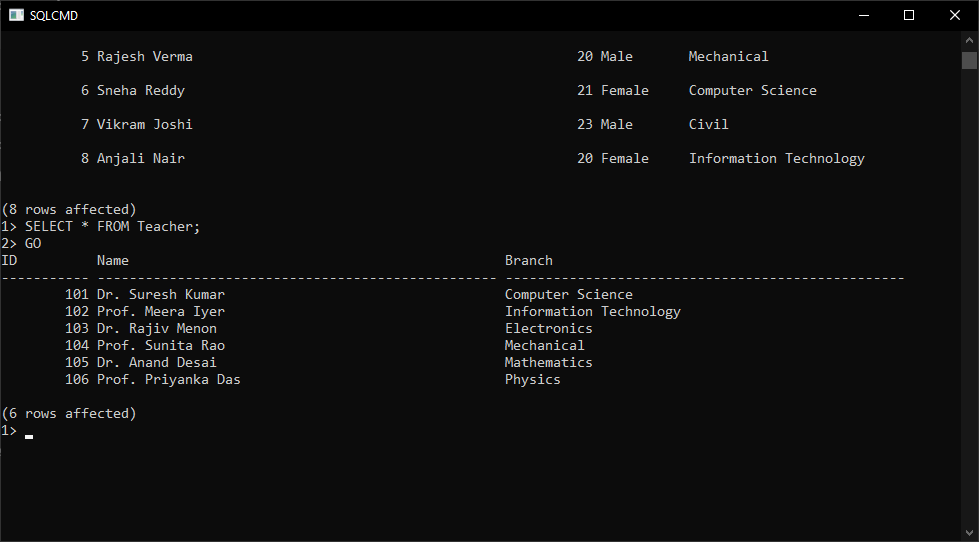 SQLCMD
5 Rajesh Verma 20 Male Mechanical
6 Sneha Reddy 21 Female Computer Science
7 Vikram Joshi 23 Male Civil
8 Anjali Nair 20 Female Information Technology
(8 rows affected)
1> SELECT * FROM Teacher;
2> GO
ID Name Branch
----------- -------------------------------------------------- --------------------------------------------------
101 Dr. Suresh Kumar Computer Science
102 Prof. Meera Iyer Information Technology
103 Dr. Rajiv Menon Electronics
104 Prof. Sunita Rao Mechanical
105 Dr. Anand Desai Mathematics
106 Prof. Priyanka Das Physics
(6 rows affected)
1>